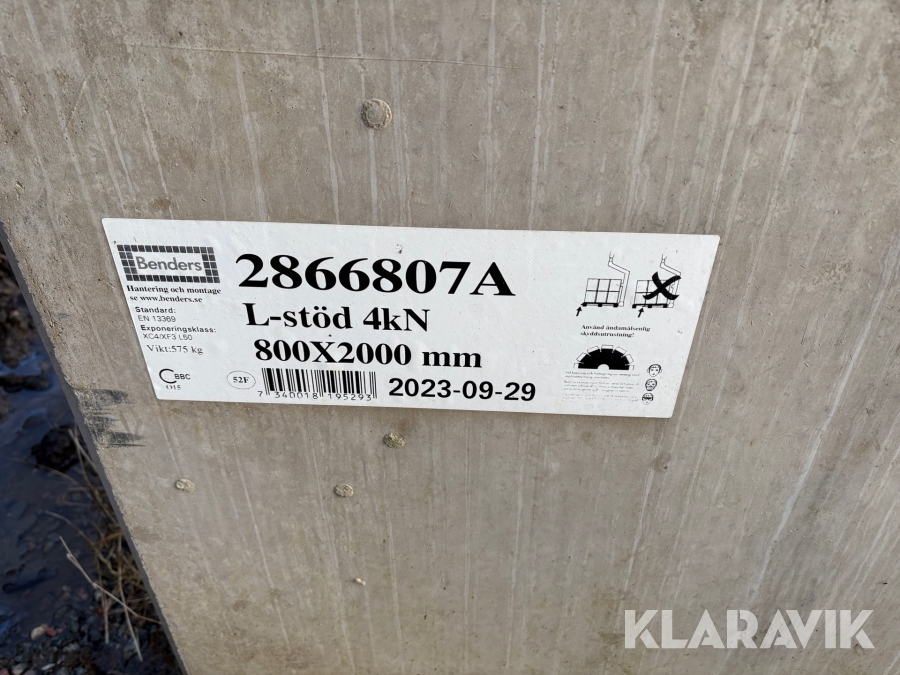 Benders
2866807A
Hantering och montage
se www.benders.se
L-stöd 4kN
Standard:
EN 13369
Exponeringsklass:
XC4/XF3 L50
Vikt:575 kg
800X2000 mm
BBC
52F
7 340018 195293
2023-09-29
Använd ändamålsenlig
skyddsutrustning!
KLARAVIK